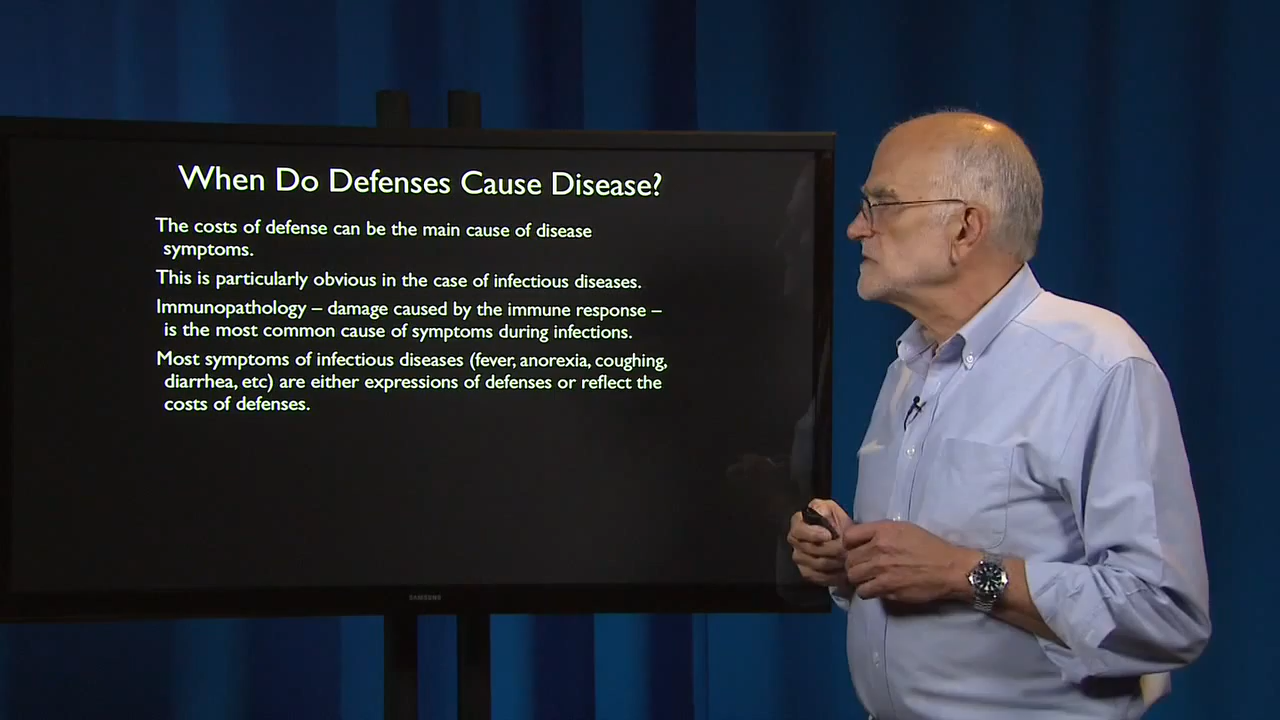 When Do Defenses Cause Disease?
The costs of defense can be the main cause of disease
symptoms.
This is particularly obvious in the case of infectious diseases.
Immunopathology – damage caused by the immune response –
is the most common cause of symptoms during infections.
Most symptoms of infectious diseases (fever, anorexia, coughing,
diarrhea, etc) are either expressions of defenses or reflect the
costs of defenses.
SAMSUNG